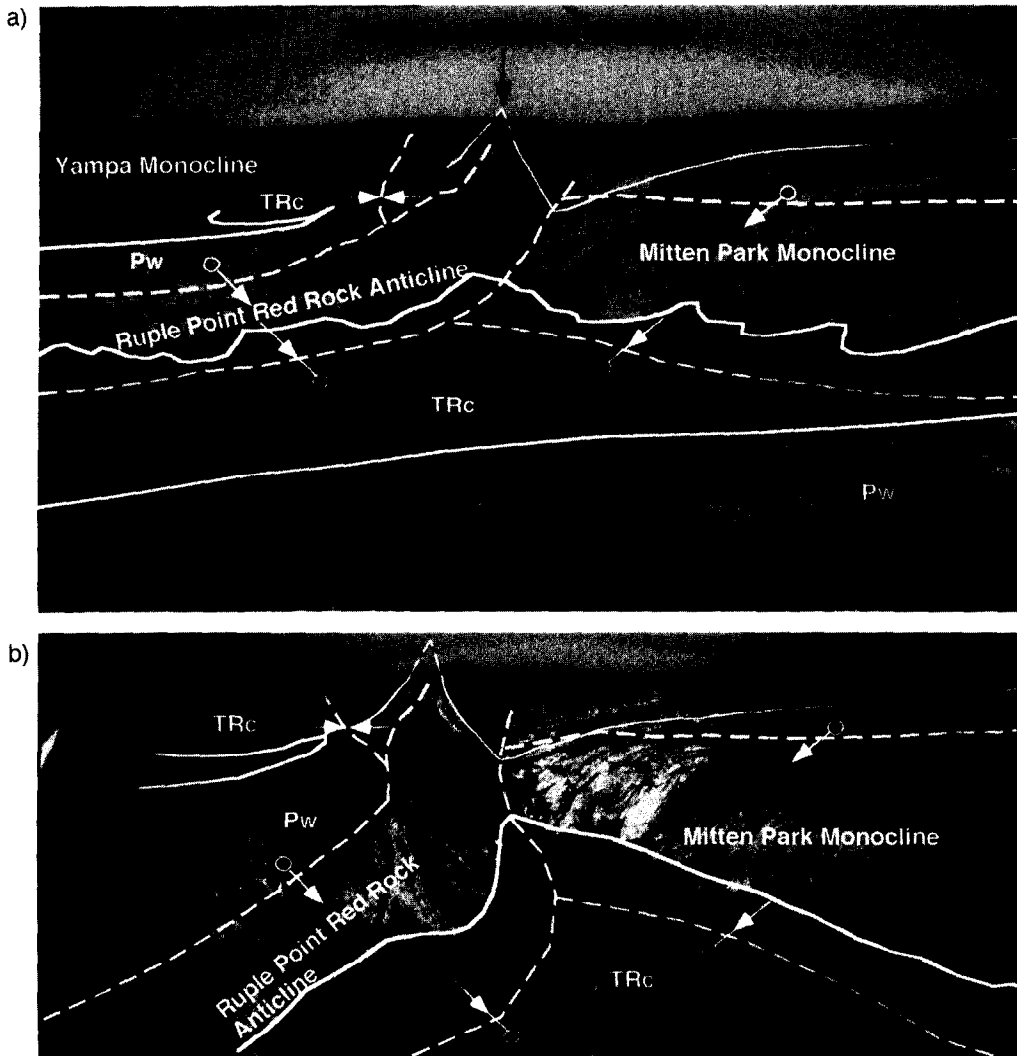 a)
Yampa Monocline
TRc
Pw
Mitten Park Monocline
Ruple Point Red Rock Anticline
TRc
Pw
b)
TRc
Pw
Mitten Park Monocline
Ruple Point Red Rock
Anticline
TRc